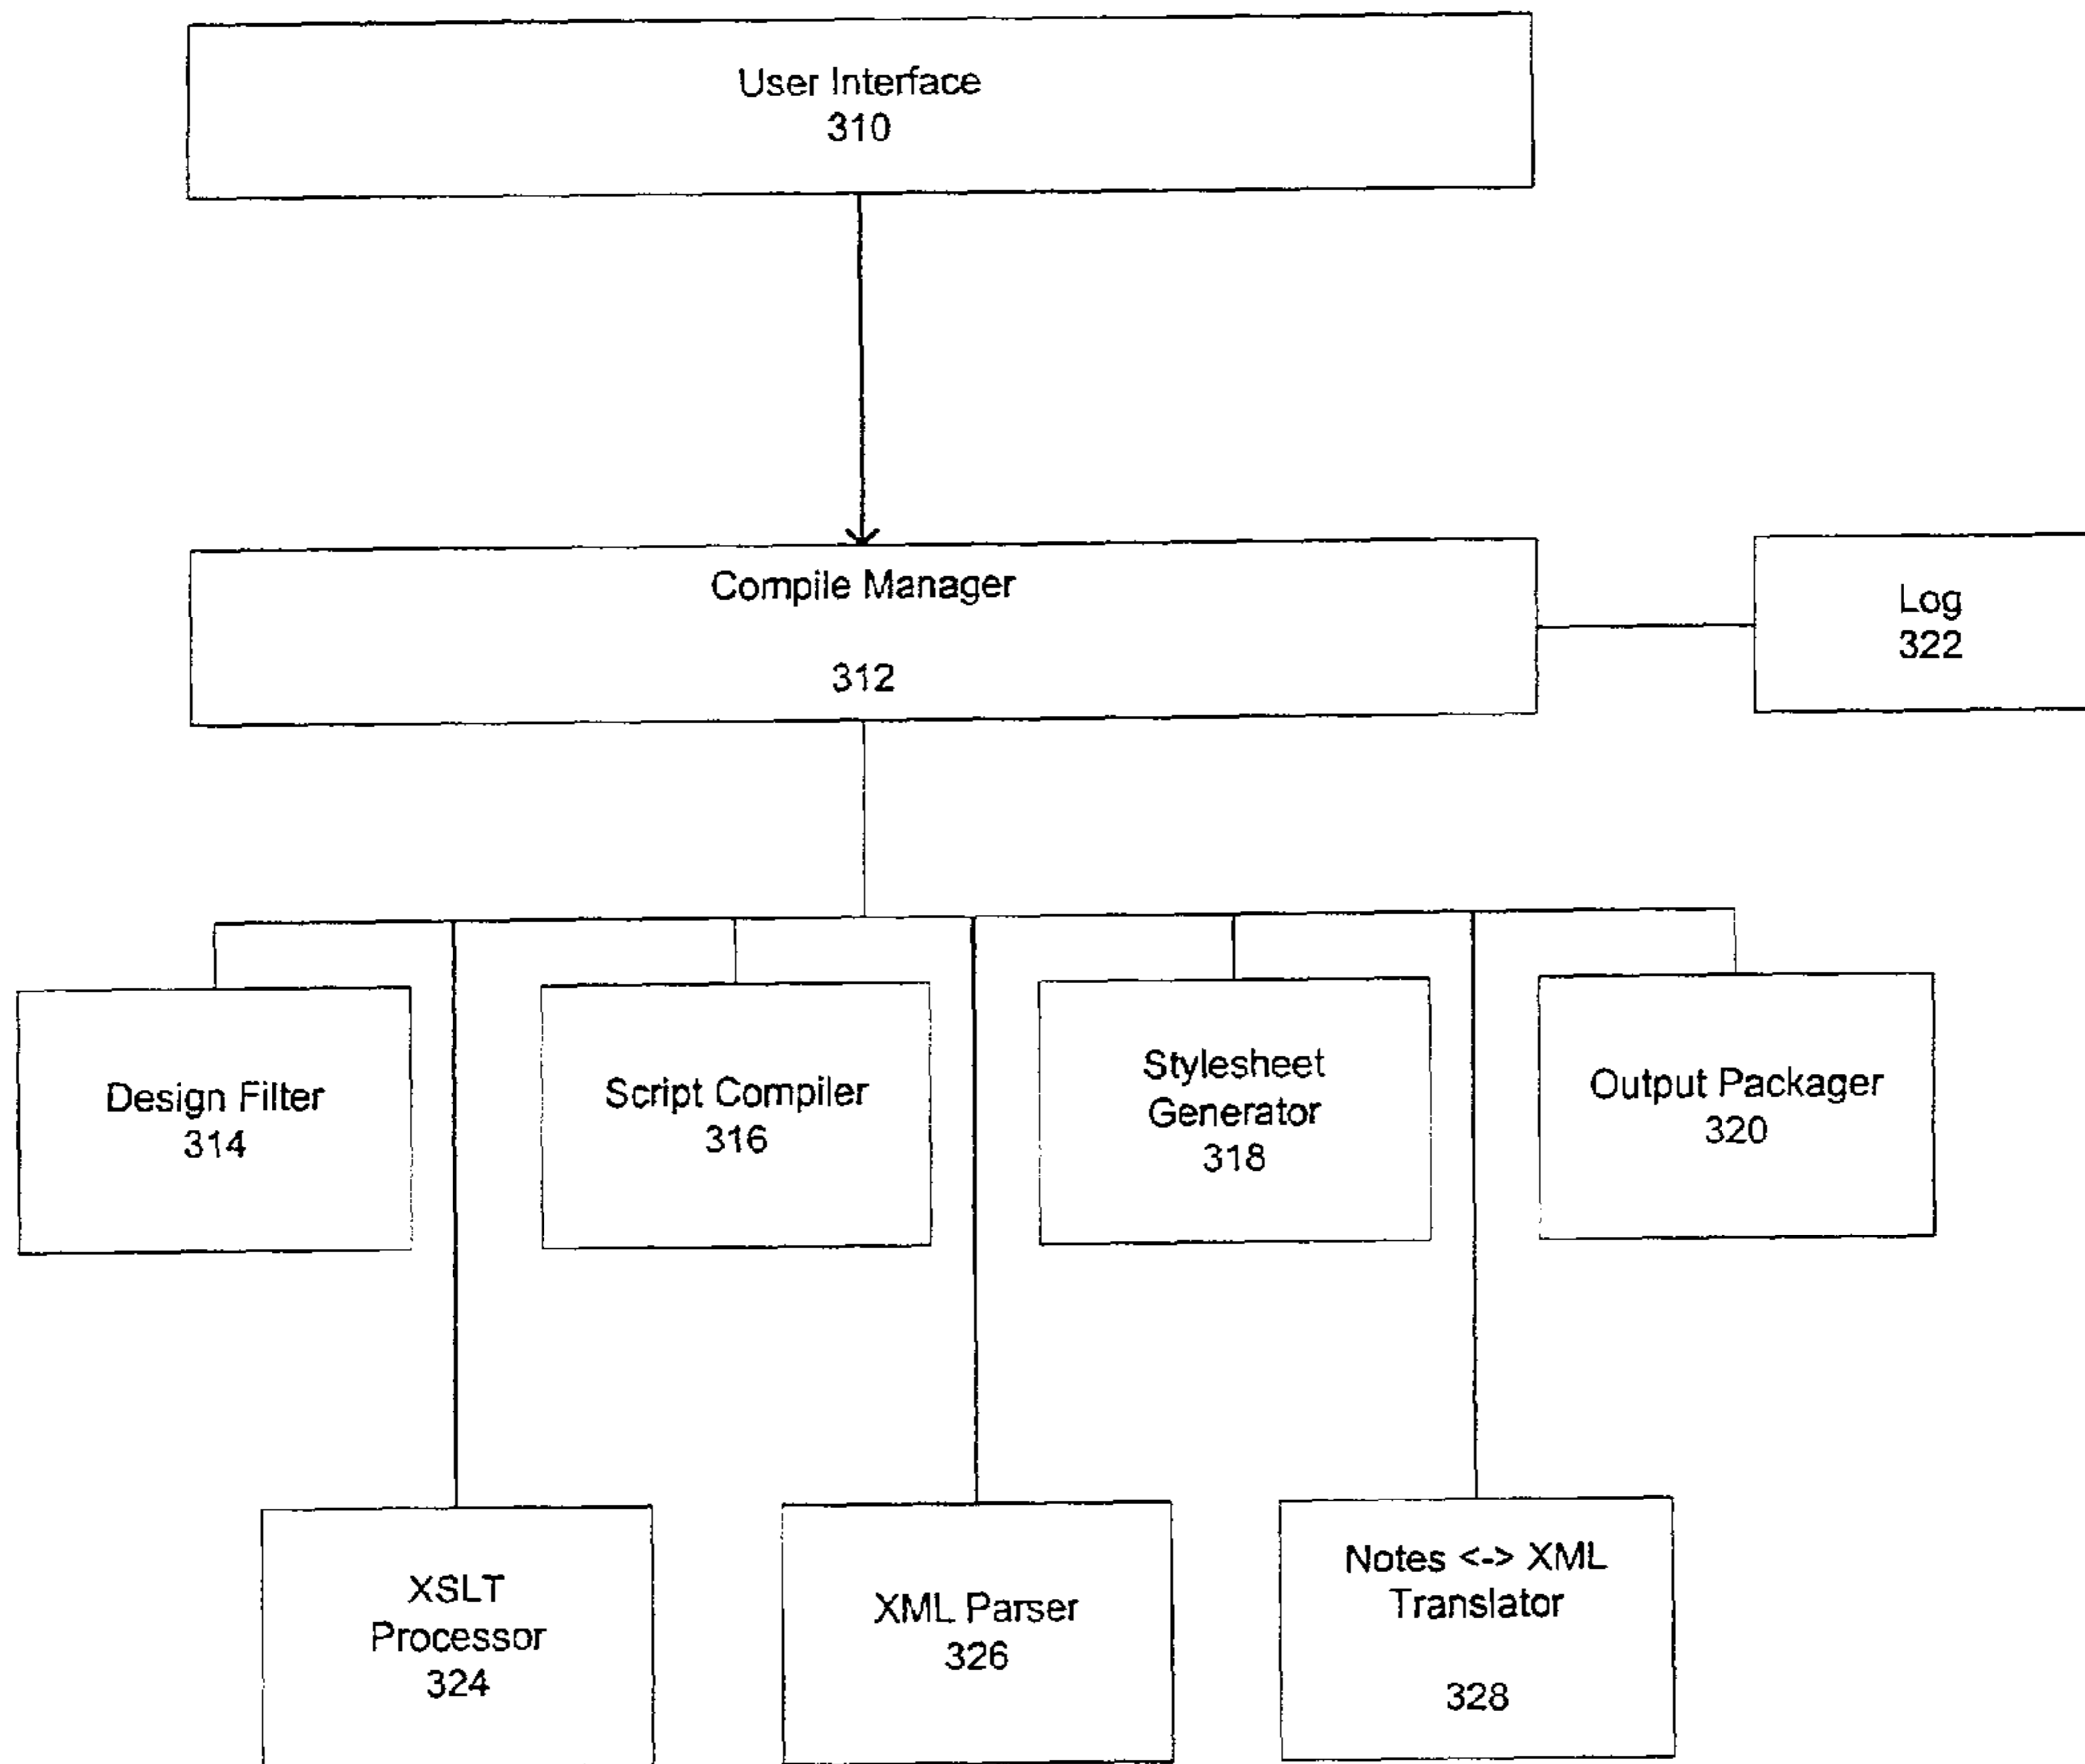 User Interface
310
Compile Manager
312
Log
322
Design Filter
314
Script Compiler
316
Stylesheet
Generator
318
Output Packager
320
XSLT
Processor
324
XML Parser
326
Notes <-> XML
Translator
328